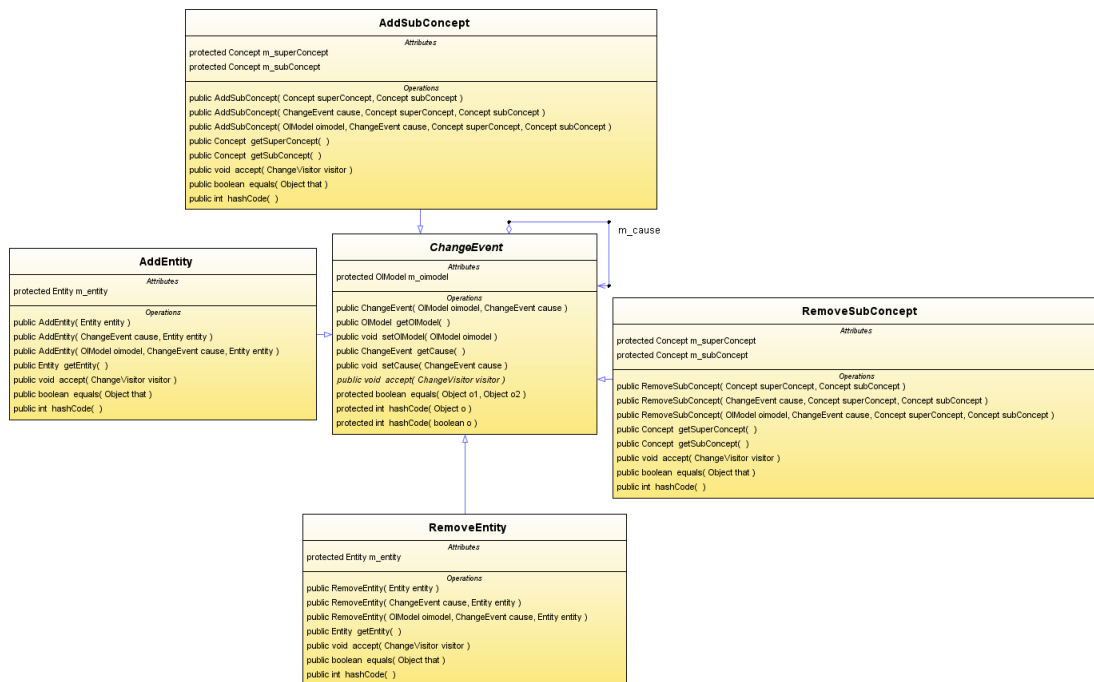 AddSubConcept
Attributes
protected Concept m_superConcept
protected Concept m_subConcept
Operations
public AddSubConcept( Concept superConcept, Concept subConcept )
public AddSubConcept( ChangeEvent cause, Concept superConcept, Concept subConcept )
public AddSubConcept( OIModel oimodel, ChangeEvent cause, Concept superConcept, Concept subConcept )
public Concept getSuperConcept( )
public Concept getSubConcept( )
public void accept( ChangeVisitor visitor )
public boolean equals( Object that )
public int hashCode( )
m_cause
ChangeEvent
Attributes
protected OIModel m_oimodel
Operations
public ChangeEvent( OIModel oimodel, ChangeEvent cause )
public OIModel getOIModel( )
public void setOIModel( OIModel oimodel )
public ChangeEvent getCause( )
public void setCause( ChangeEvent cause )
public void accept( ChangeVisitor visitor )
protected boolean equals( Object o1, Object o2 )
protected int hashCode( Object o )
protected int hashCode( boolean o )
AddEntity
Attributes
protected Entity m_entity
Operations
public AddEntity( Entity entity )
public AddEntity( ChangeEvent cause, Entity entity )
public AddEntity( OIModel oimodel, ChangeEvent cause, Entity entity )
public Entity getEntity( )
public void accept( ChangeVisitor visitor )
public boolean equals( Object that )
public int hashCode( )
RemoveSubConcept
Attributes
protected Concept m_superConcept
protected Concept m_subConcept
Operations
public RemoveSubConcept( Concept superConcept, Concept subConcept )
public RemoveSubConcept( ChangeEvent cause, Concept superConcept, Concept subConcept )
public RemoveSubConcept( OIModel oimodel, ChangeEvent cause, Concept superConcept, Concept subConcept )
public Concept getSuperConcept( )
public Concept getSubConcept( )
public void accept( ChangeVisitor visitor )
public boolean equals( Object that )
public int hashCode( )
RemoveEntity
Attributes
protected Entity m_entity
Operations
public RemoveEntity( Entity entity )
public RemoveEntity( ChangeEvent cause, Entity entity )
public RemoveEntity( OIModel oimodel, ChangeEvent cause, Entity entity )
public Entity getEntity( )
public void accept( ChangeVisitor visitor )
public boolean equals( Object that )
public int hashCode( )